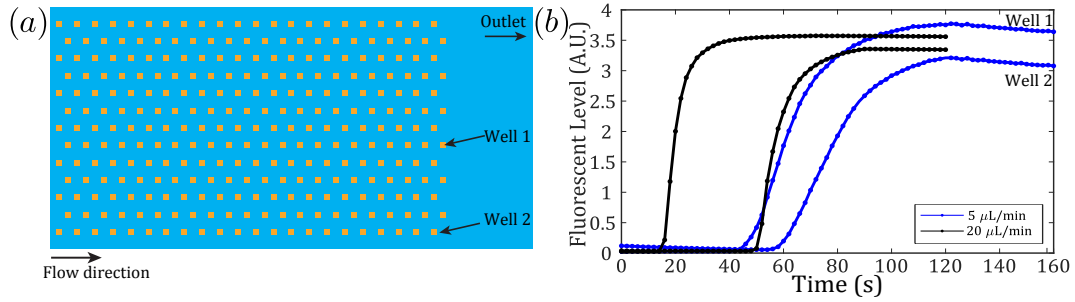 (a)
Outlet
Well 1
Well 2
Flow direction
(b)
Fluorescent Level (A.U.)
4
3.5
3
2.5
2
1.5
1
0.5
0
Well 1
Well 2
5 μL/min
20 μL/min
0 20 40 60 80 100 120 140 160
Time (s)